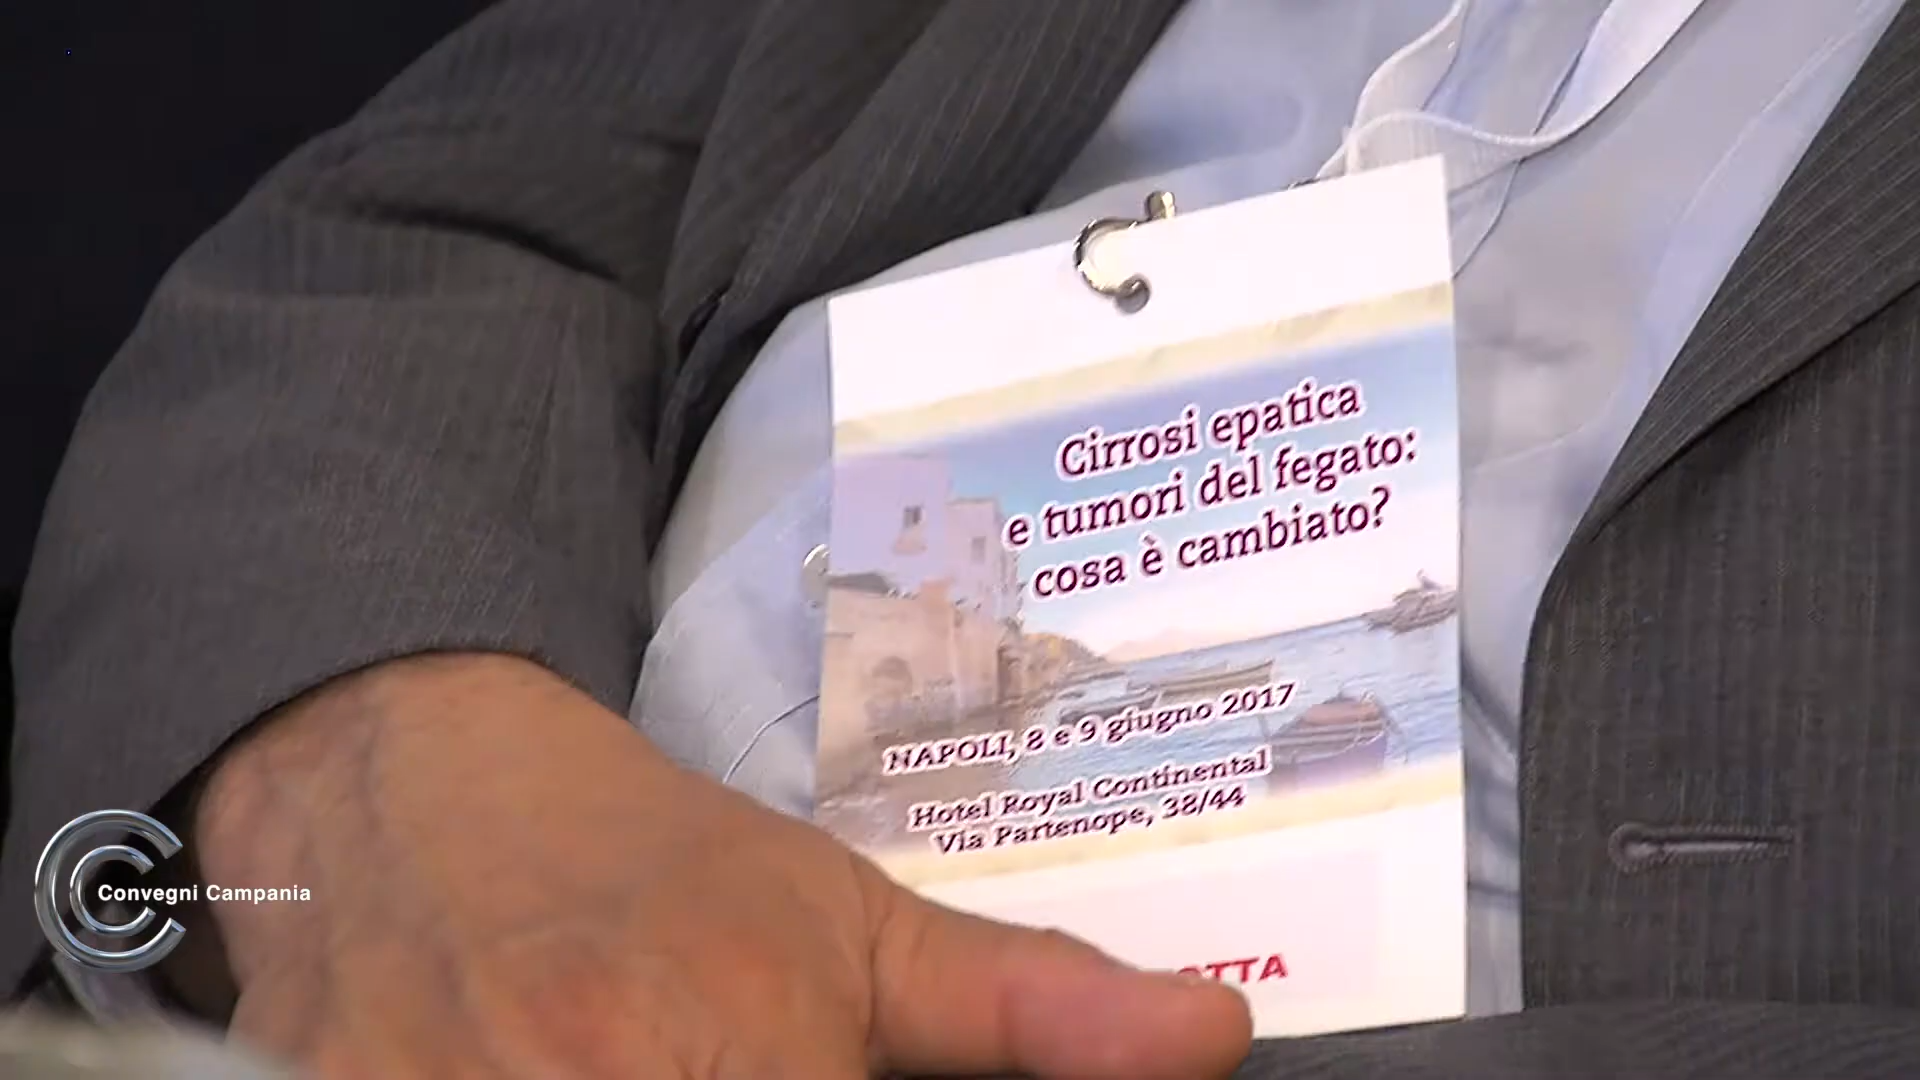 Cirrosi epatica
e tumori del fegato:
cosa è cambiato?
NAPOLI, 8 e 9 giugno 2017
Hotel Royal Continental
Via Partenope, 38/44
Convegni Campania